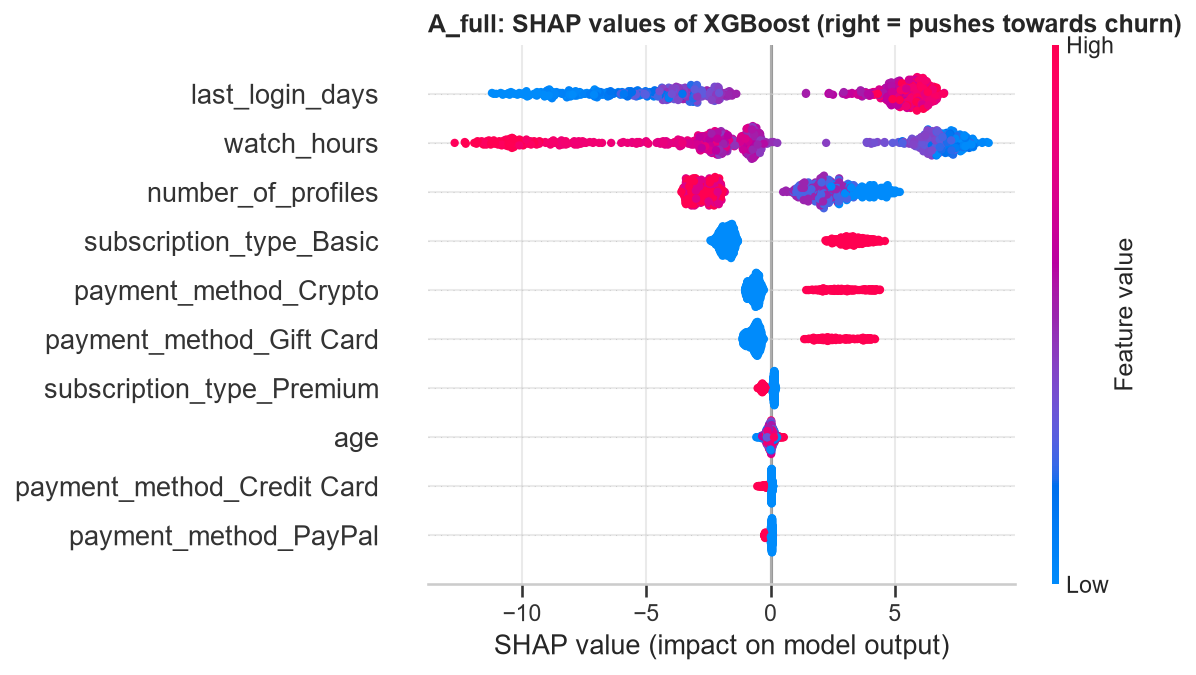 A_full: SHAP values of XGBoost (right = pushes towards churn)
High
last_login_days
watch_hours
number_of_profiles
subscription_type_Basic
payment_method_Crypto
payment_method_Gift Card
subscription_type_Premium
age
payment_method_Credit Card
payment_method_PayPal
Feature value
Low
−10
−5
0
5
SHAP value (impact on model output)